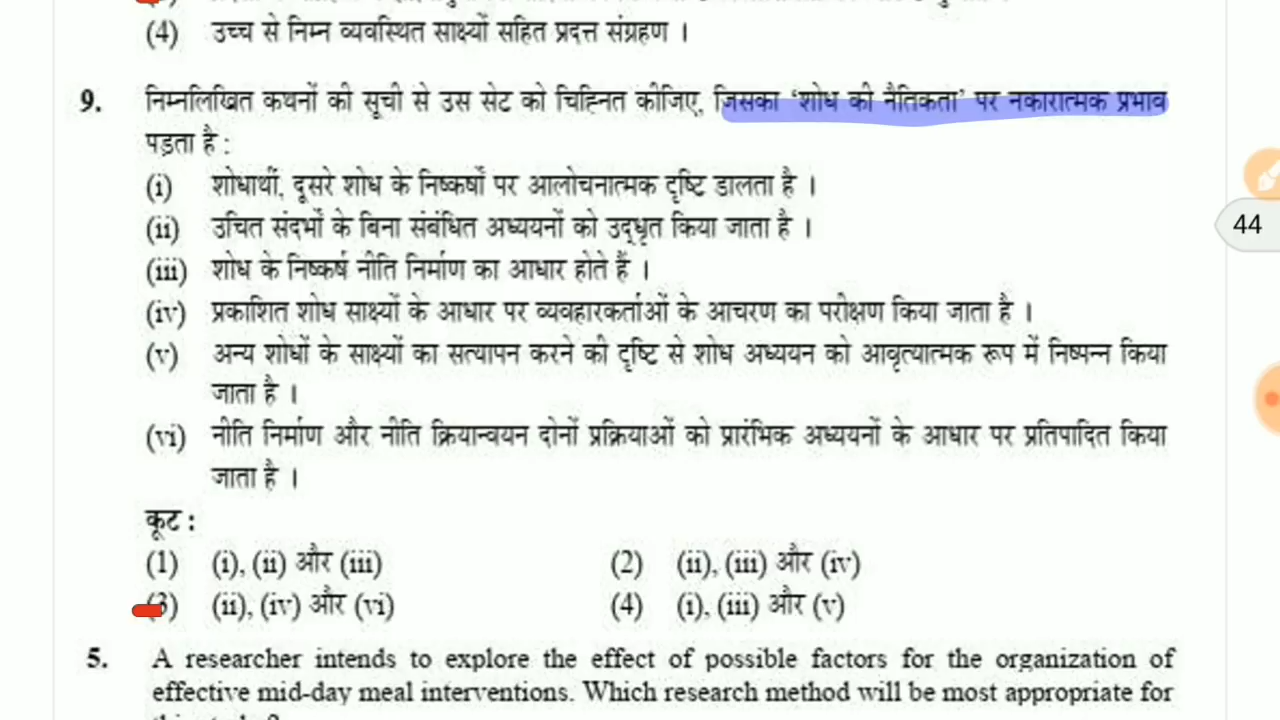 (4) उच्च से निम्न व्यवस्थित साक्ष्यों सहित प्रदत्त संग्रहण ।
9. निम्नलिखित कथनों की सूची से उस सेट को चिह्नित कीजिए, जिसका ‘शोध की नैतिकता’ पर नकारात्मक प्रभाव
पड़ता है :
(i) शोधार्थी, दूसरे शोध के निष्कर्षों पर आलोचनात्मक दृष्टि डालता है ।
(ii) उचित संदर्भों के बिना संबंधित अध्ययनों को उद्धृत किया जाता है ।
(iii) शोध के निष्कर्ष नीति निर्माण का आधार होते हैं ।
(iv) प्रकाशित शोध साक्ष्यों के आधार पर व्यवहारकर्ताओं के आचरण का परीक्षण किया जाता है ।
(v) अन्य शोधों के साक्ष्यों का सत्यापन करने की दृष्टि से शोध अध्ययन को आवृत्यात्मक रूप में निष्पन्न किया
जाता है ।
(vi) नीति निर्माण और नीति क्रियान्वयन दोनों प्रक्रियाओं को प्रारंभिक अध्ययनों के आधार पर प्रतिपादित किया
जाता है ।
कूट :
(1) (i), (ii) और (iii) (2) (ii), (iii) और (iv)
(3) (ii), (iv) और (vi) (4) (i), (iii) और (v)
5. A researcher intends to explore the effect of possible factors for the organization of
effective mid-day meal interventions. Which research method will be most appropriate for
44